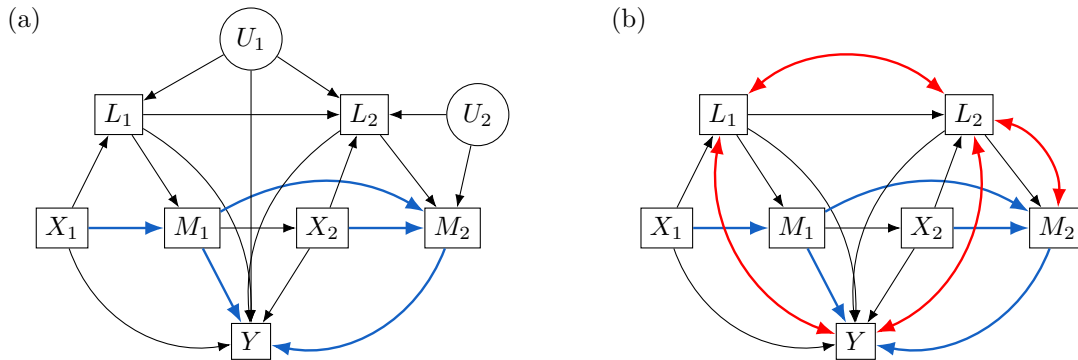 (a)
(b)
U₁
L₁ L₂ U₂
L₁ L₂
X₁ M₁ X₂ M₂
X₁ M₁ X₂ M₂
Y
Y